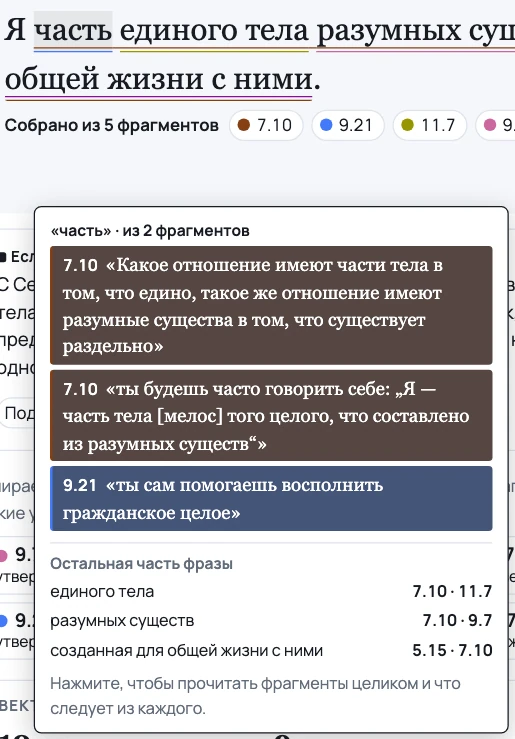 Я часть единого тела разумных сущ
общей жизни с ними.
Собрано из 5 фрагментов 7.10 9.21 11.7 9.
«часть» · из 2 фрагментов
7.10 «Какое отношение имеют части тела в
том, что едино, такое же отношение имеют
разумные существа в том, что существует
раздельно»
7.10 «ты будешь часто говорить себе: „Я —
часть тела [мелос] того целого, что составлено
из разумных существ“»
9.21 «ты сам помогаешь восполнить
гражданское целое»
Остальная часть фразы
единого тела 7.10 · 11.7
разумных существ 7.10 · 9.7
созданная для общей жизни с ними 5.15 · 7.10
Нажмите, чтобы прочитать фрагменты целиком и что
следует из каждого.